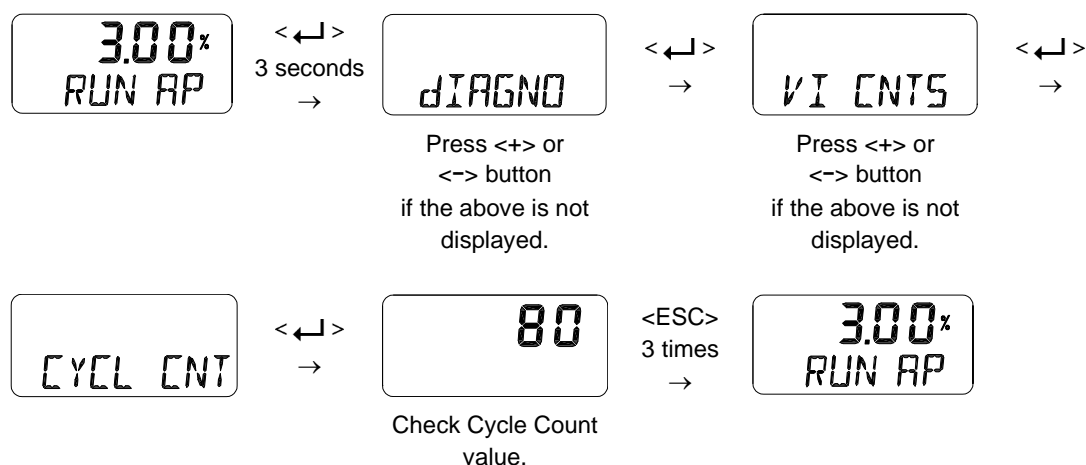 3.00%
RUN AP
<↵>
3 seconds
→
dIAGNO
Press <+> or
<-> button
if the above is not
displayed.
<↵>
→
VI CNTS
Press <+> or
<-> button
if the above is not
displayed.
<↵>
→
CYCL CNT
<↵>
→
80
Check Cycle Count
value.
<ESC>
3 times
→
3.00%
RUN AP